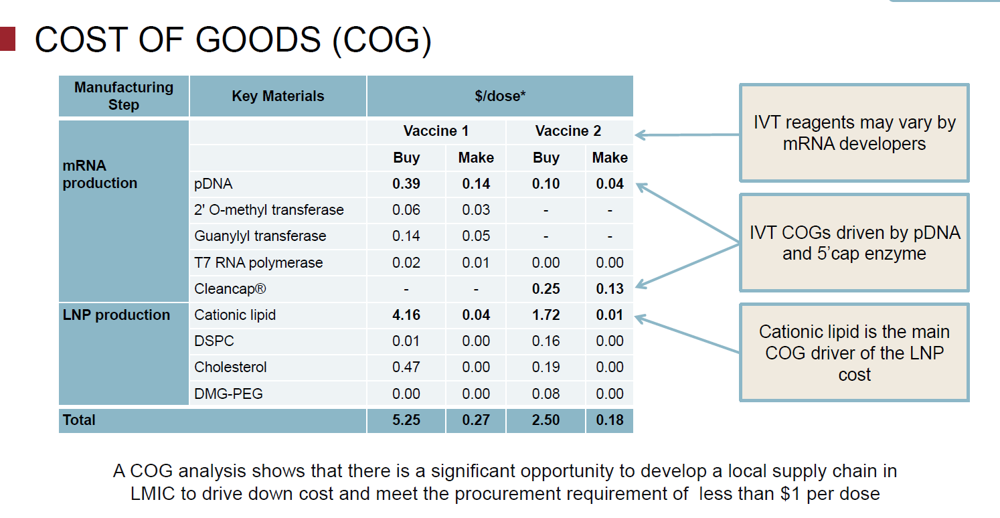 COST OF GOODS (COG)
Manufacturing
Step
Key Materials
$/dose*
mRNA
production
Vaccine 1 Vaccine 2
Buy Make Buy Make
pDNA 0.39 0.14 0.10 0.04
2' O-methyl transferase 0.06 0.03 - -
Guanylyl transferase 0.14 0.05 - -
T7 RNA polymerase 0.02 0.01 0.00 0.00
Cleancap® - - 0.25 0.13
LNP production Cationic lipid 4.16 0.04 1.72 0.01
DSPC 0.01 0.00 0.16 0.00
Cholesterol 0.47 0.00 0.19 0.00
DMG-PEG 0.00 0.00 0.08 0.00
Total 5.25 0.27 2.50 0.18
IVT reagents may vary by
mRNA developers
IVT COGs driven by pDNA
and 5’cap enzyme
Cationic lipid is the main
COG driver of the LNP
cost
A COG analysis shows that there is a significant opportunity to develop a local supply chain in
LMIC to drive down cost and meet the procurement requirement of less than $1 per dose